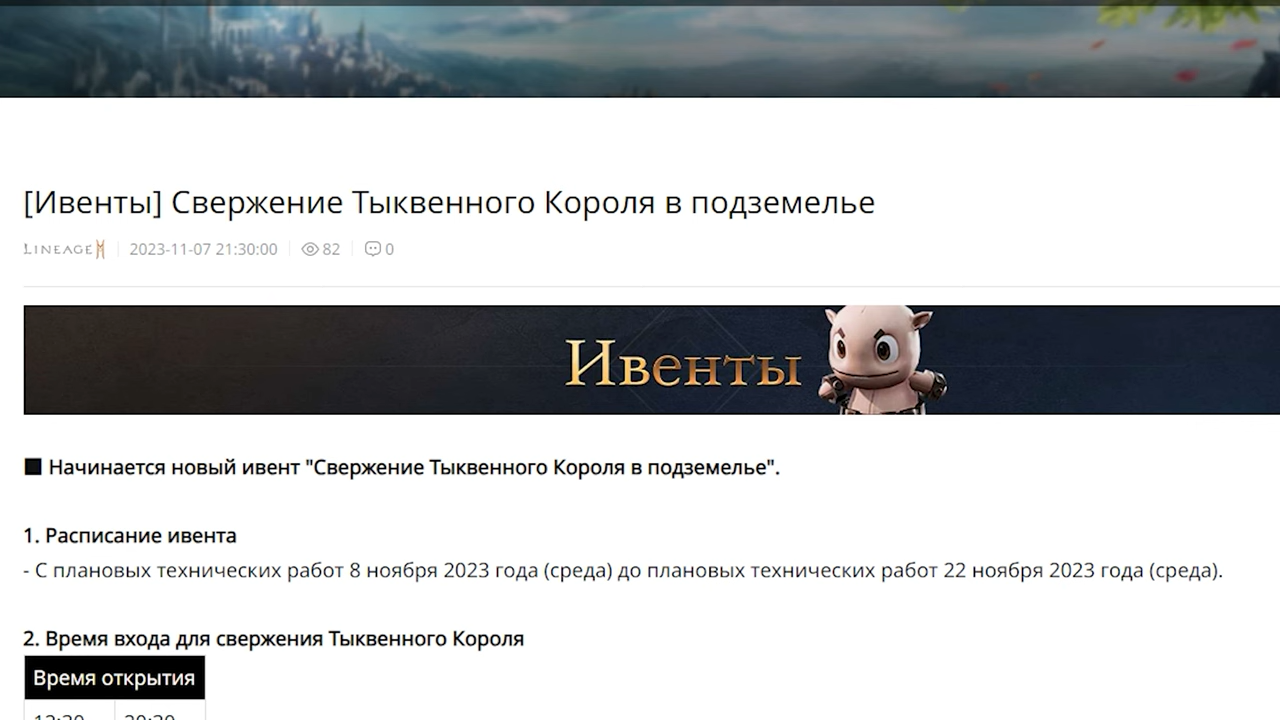 [Ивенты] Свержение Тыквенного Короля в подземелье
LINEAGE M 2023-11-07 21:30:00 82 0
Ивенты
Начинается новый ивент "Свержение Тыквенного Короля в подземелье".
1. Расписание ивента
- С плановых технических работ 8 ноября 2023 года (среда) до плановых технических работ 22 ноября 2023 года (среда).
2. Время входа для свержения Тыквенного Короля
Время открытия